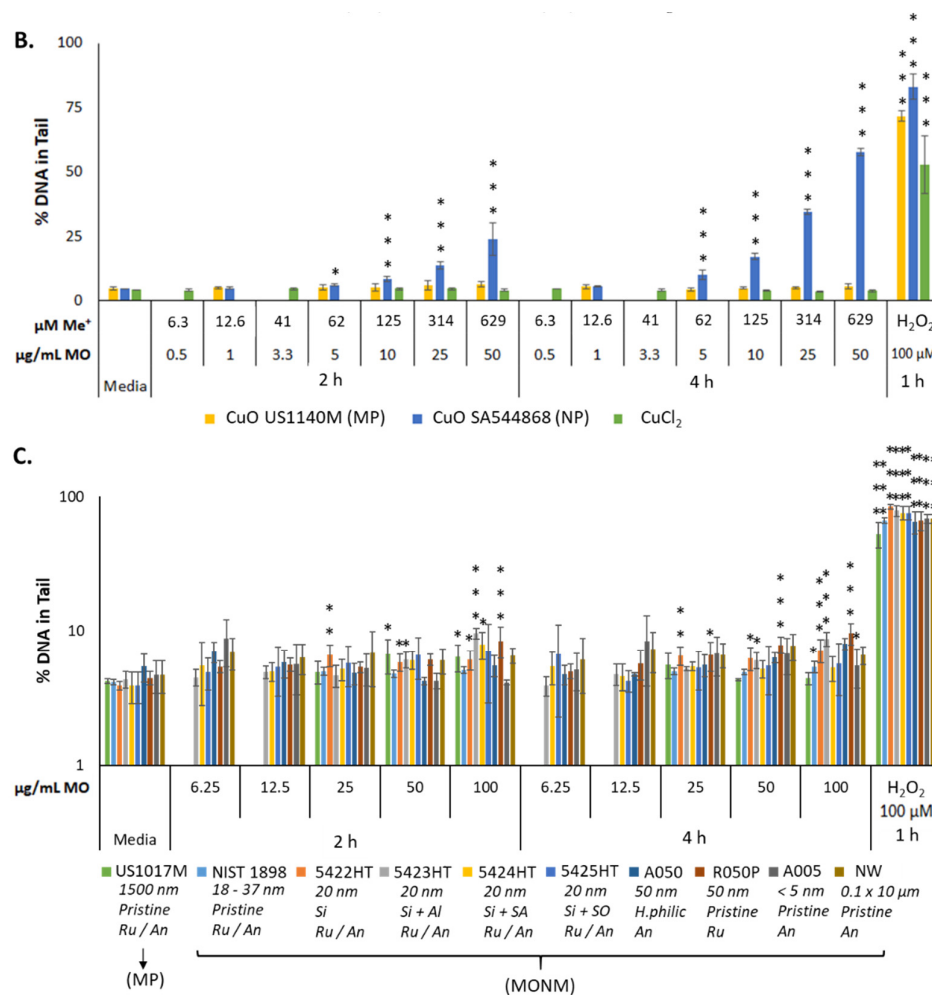 B.
100
75
50
25
0
% DNA in Tail
* * *
* * *
* * *
*
* * *
* * *
* * *
* * *
* * *
* * *
* * *
µM Me⁺ 6.3 12.6 41 62 125 314 629 6.3 12.6 41 62 125 314 629 H₂O₂
µg/mL MO 0.5 1 3.3 5 10 25 50 0.5 1 3.3 5 10 25 50 100 µM
Media 2 h 4 h 1 h
CuO US1140M (MP) CuO SA544868 (NP) CuCl₂
C.
100
10
1
% DNA in Tail
µg/mL MO 6.25 12.5 25 50 100 6.25 12.5 25 50 100 H₂O₂
100 µM
Media 2 h 4 h 1 h
US1017M NIST 1898 5422HT 5423HT 5424HT 5425HT A050 R050P A005 NW
1500 nm 18 - 37 nm 20 nm 20 nm 20 nm 20 nm 50 nm 50 nm < 5 nm 0.1 x 10 µm
Pristine Pristine Si Si + Al Si + SA Si + SO H.philic Pristine Pristine Pristine
Ru / An Ru / An Ru / An Ru / An Ru / An Ru / An An Ru An An
(MP) (MONM)